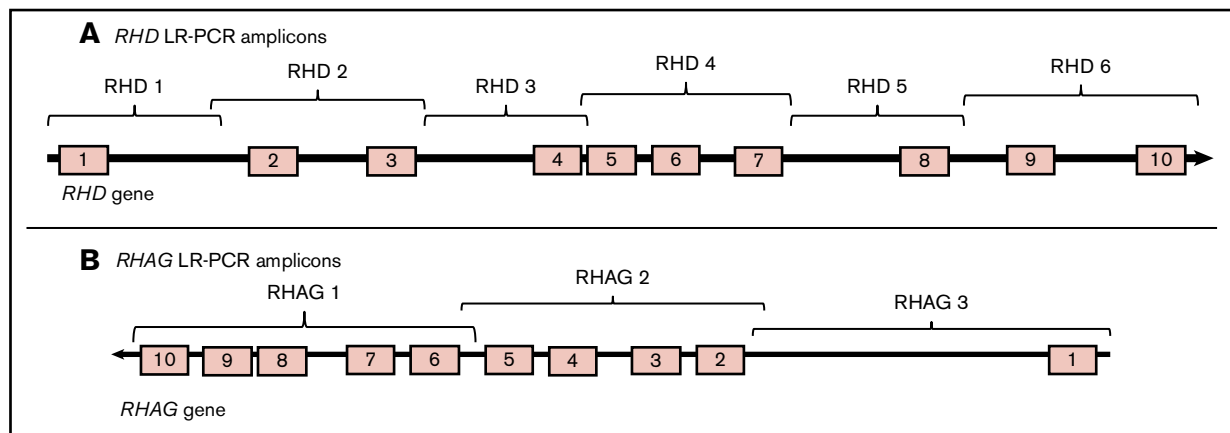 A RHD LR-PCR amplicons
RHD 1 RHD 2 RHD 3 RHD 4 RHD 5 RHD 6
1 2 3 4 5 6 7 8 9 10
RHD gene
B RHAG LR-PCR amplicons
RHAG 1 RHAG 2 RHAG 3
10 9 8 7 6 5 4 3 2 1
RHAG gene